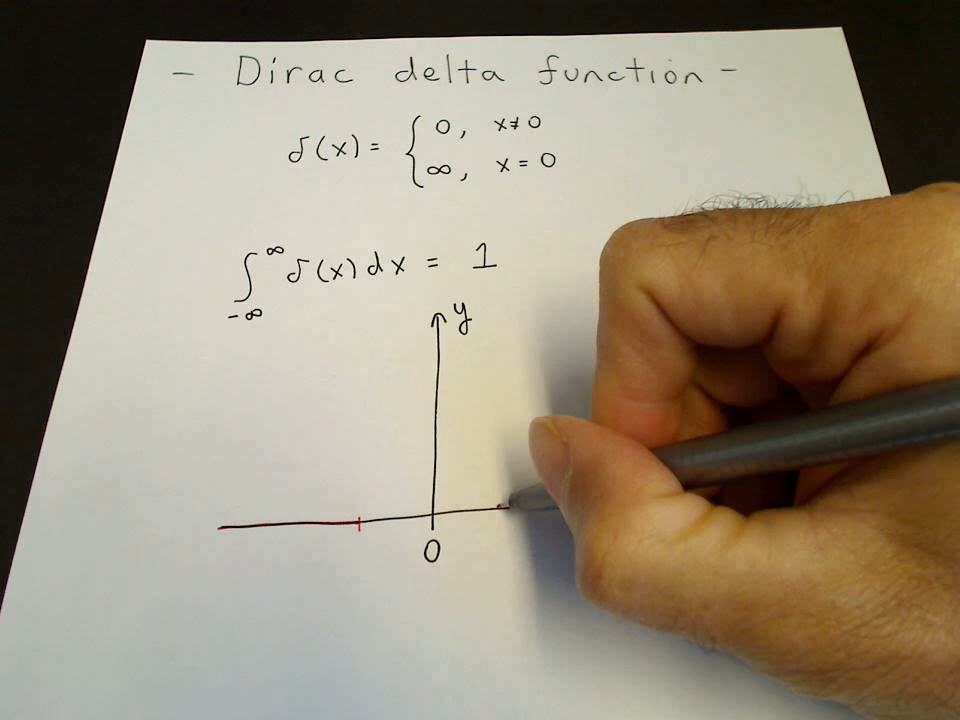 - Dirac delta function -
δ(x) = { 0, x≠0
∞, x = 0
∫_{-∞}^{∞} δ(x) dx = 1
y
0